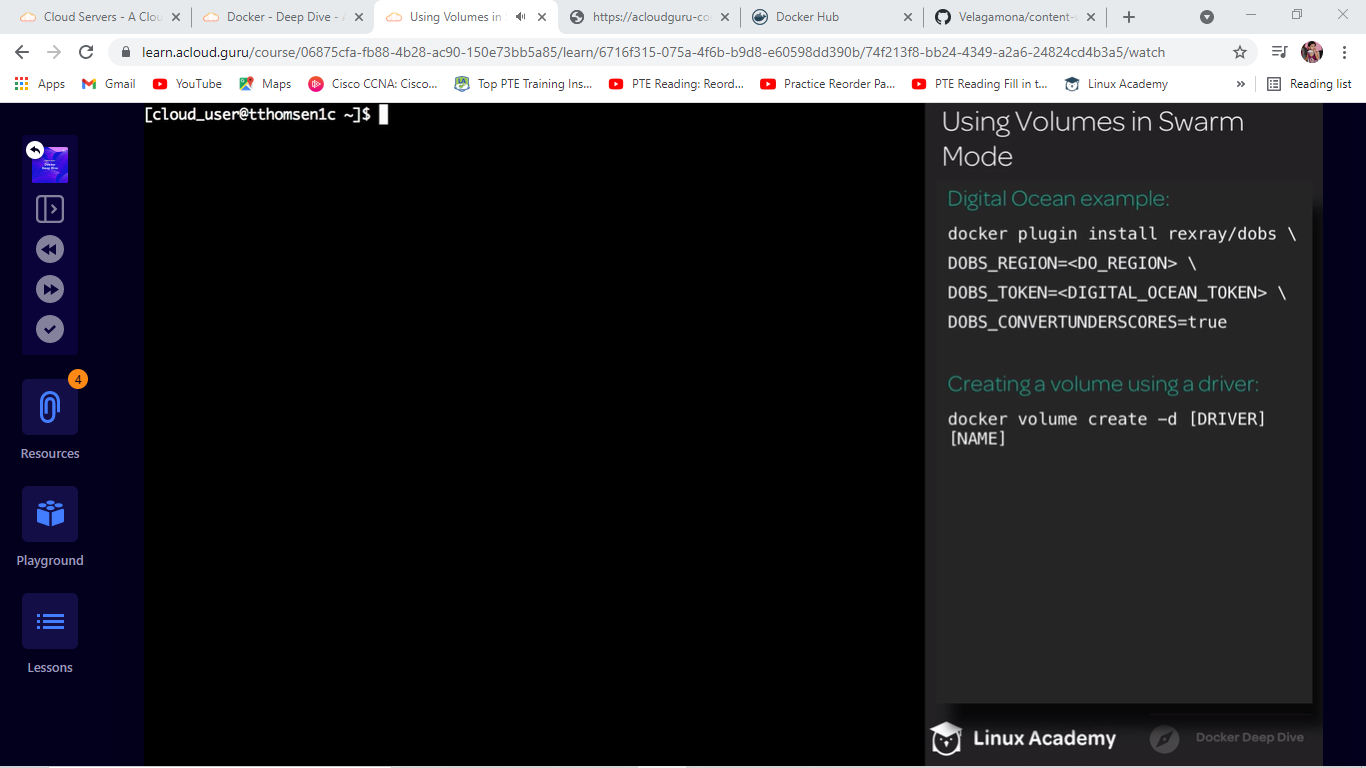 Cloud Servers - A Clou
Docker - Deep Dive - A
Using Volumes in
https://acloudguru-co
Docker Hub
Velagamona/content-
learn.acloud.guru/course/06875cfa-fb88-4b28-ac90-150e73bb5a85/learn/6716f315-075a-4f6b-b9d8-e60598dd390b/74f213f8-bb24-4349-a2a6-24824cd4b3a5/watch
Apps
Gmail
YouTube
Maps
Cisco CCNA: Cisco...
Top PTE Training Ins...
PTE Reading: Reord...
Practice Reorder Pa...
PTE Reading Fill in t...
Linux Academy
»
Reading list
[cloud_user@tthomsen1c ~]$
Docker
Deep Dive
4
Resources
Playground
Lessons
Using Volumes in Swarm
Mode
Digital Ocean example:
docker plugin install rexray/dobs \
DOBS_REGION=<DO_REGION> \
DOBS_TOKEN=<DIGITAL_OCEAN_TOKEN> \
DOBS_CONVERTUNDERSCORES=true
Creating a volume using a driver:
docker volume create -d [DRIVER]
[NAME]
Linux Academy
Docker Deep Dive